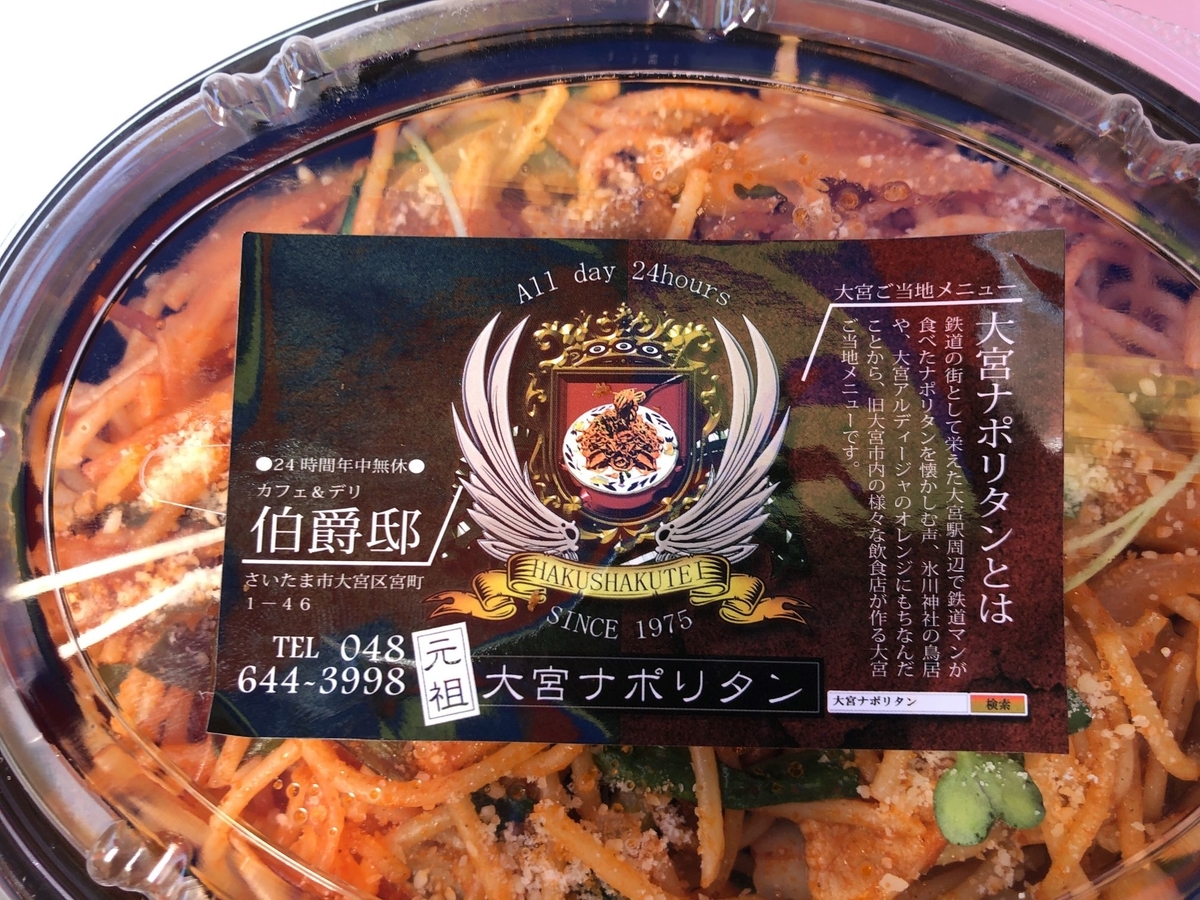 All day 24hours
HAKUSHAKUTEI
SINCE 1975
●24時間年中無休●
カフェ&デリ
伯爵邸
さいたま市大宮区宮町
1-46
TEL 048
644-3998
元祖
大宮ナポリタン
大宮ご当地メニュー
大宮ナポリタンとは
鉄道の街として栄えた大宮駅周辺で鉄道マンが
食べたナポリタンを懐かしむ声、氷川神社の鳥居
や、大宮アルディージャのオレンジにもちなんだ
ことから、旧大宮市内の様々な飲食店が作る大宮
ご当地メニューです。
大宮ナポリタン
検索